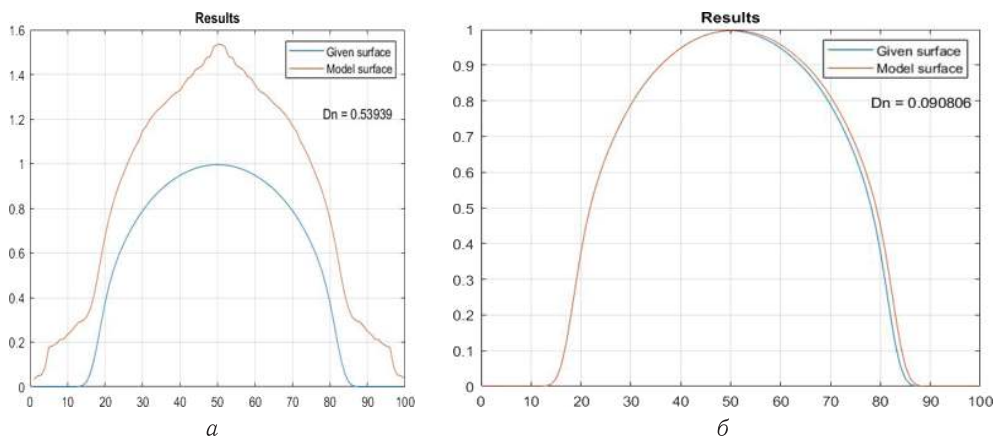 Results
1.6
1.4
1.2
1
0.8
0.6
0.4
0.2
0
Given surface
Model surface
Dn = 0.53939
0 10 20 30 40 50 60 70 80 90 100
а
Results
1
0.9
0.8
0.7
0.6
0.5
0.4
0.3
0.2
0.1
0
Given surface
Model surface
Dn = 0.090806
0 10 20 30 40 50 60 70 80 90 100
б